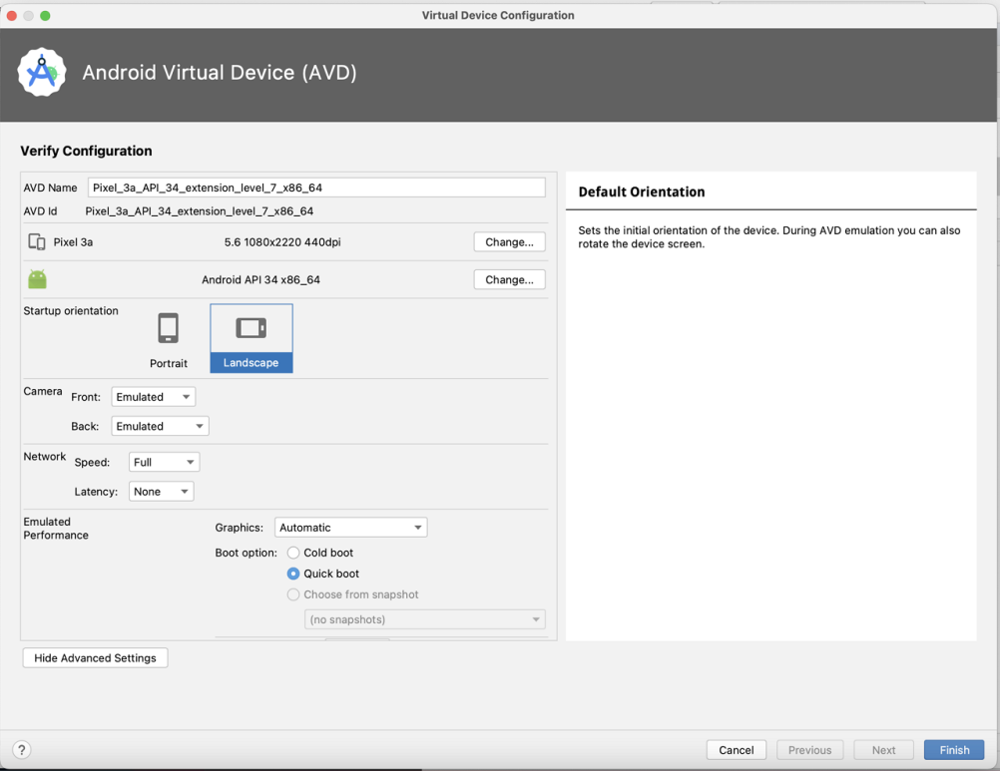 Virtual Device Configuration
Android Virtual Device (AVD)
Verify Configuration
AVD Name Pixel_3a_API_34_extension_level_7_x86_64
AVD Id Pixel_3a_API_34_extension_level_7_x86_64
Pixel 3a 5.6 1080x2220 440dpi Change...
Android API 34 x86_64 Change...
Startup orientation
Portrait Landscape
Camera Front: Emulated
Back: Emulated
Network Speed: Full
Latency: None
Emulated
Performance
Graphics: Automatic
Boot option: Cold boot
Quick boot
Choose from snapshot
(no snapshots)
Hide Advanced Settings
Default Orientation
Sets the initial orientation of the device. During AVD emulation you can also
rotate the device screen.
? Cancel Previous Next Finish